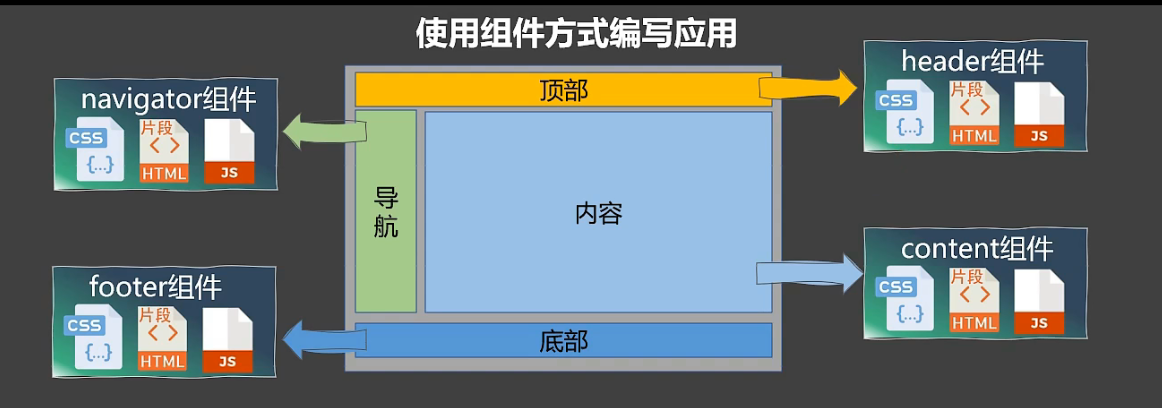 使用组件方式编写应用
navigator组件
CSS
{...}
片段
< >
HTML
JS
顶部
header组件
CSS
{...}
片段
< >
HTML
JS
导
航
内容
footer组件
CSS
{...}
片段
< >
HTML
JS
content组件
CSS
{...}
片段
< >
HTML
JS
底部